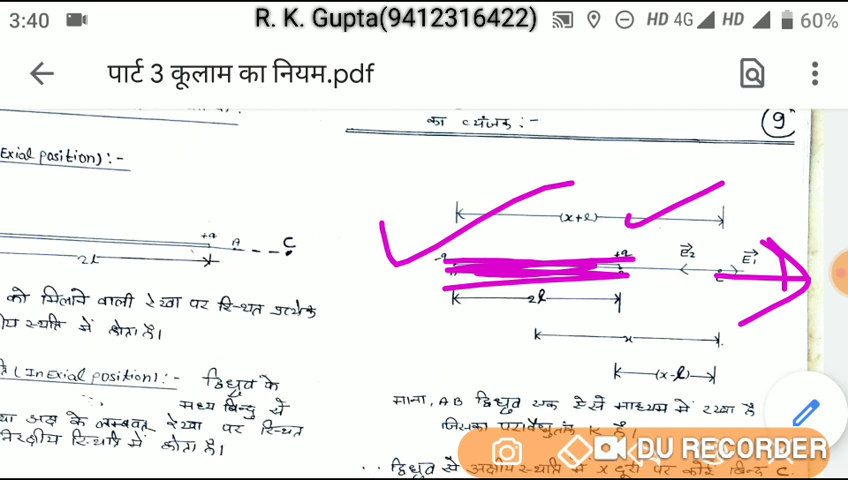 3:40 R. K. Gupta(9412316422) HD 4G HD 60%
पार्ट 3 कूलाम का नियम.pdf
का व्यंजक:-
9
Exial position):-
+q
A
C
2l
को मिलाने वाली रेखा पर स्थित प्रत्येक
स्थिति में होता है।
(Inexial position):- द्विध्रुव के
मध्य बिन्दु से
अक्ष के लम्बवत् रेखा पर स्थित
निरक्षीय स्थिति में होता है।
(x+l)
-q
+q
E2
E1
2l
x
(x-l)
माना, AB द्विध्रुव एक ऐसे माध्यम में रखा है
जिसका परावैद्युतांक K है।
∴ द्विध्रुव से अक्षीय स्थिति में x दूरी पर कोई बिन्दु C
DU RECORDER